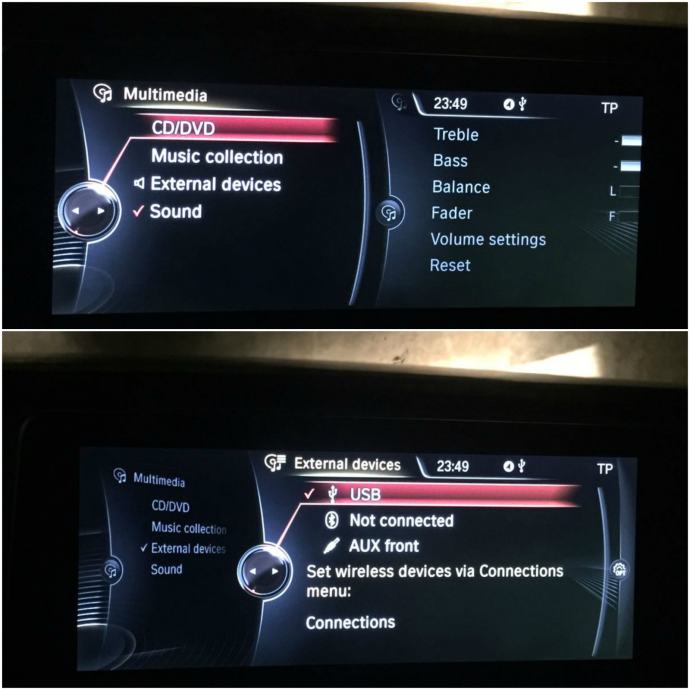 Multimedia
CD/DVD
Music collection
External devices
Sound
23:49
TP
Treble
Bass
Balance
L
Fader
F
Volume settings
Reset
Multimedia
CD/DVD
Music collection
External devices
Sound
External devices
23:49
TP
USB
Not connected
AUX front
Set wireless devices via Connections
menu:
Connections
OPT